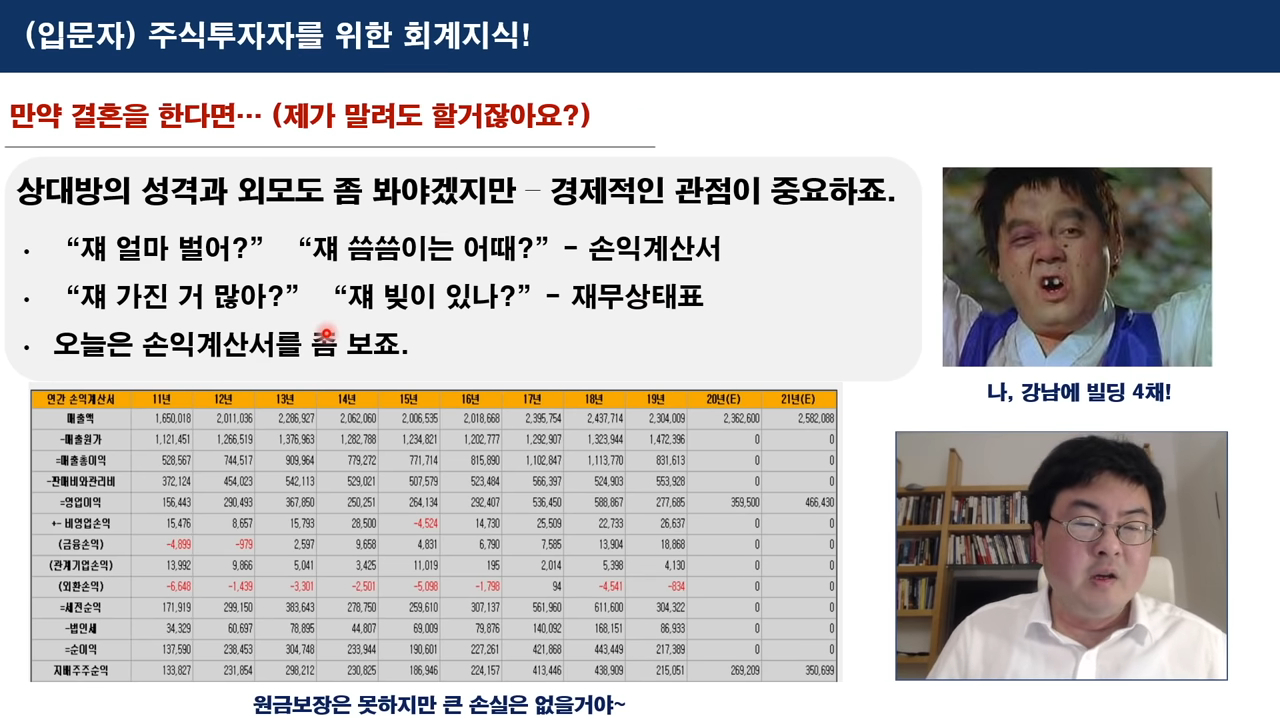 (입문자) 주식투자자를 위한 회계지식!
만약 결혼을 한다면… (제가 말려도 할거잖아요?)
상대방의 성격과 외모도 좀 봐야겠지만 – 경제적인 관점이 중요하죠.
• “쟤 얼마 벌어?” “쟤 씀씀이는 어때?” - 손익계산서
• “쟤 가진 거 많아?” “쟤 빚이 있나?” - 재무상태표
• 오늘은 손익계산서를 좀 보죠.
나, 강남에 빌딩 4채!
연간 손익계산서 11년 12년 13년 14년 15년 16년 17년 18년 19년 20년(E) 21년(E)
매출액 1,650,018 2,011,036 2,286,927 2,062,060 2,006,535 2,018,668 2,395,754 2,437,714 2,304,009 2,362,600 2,582,088
-매출원가 1,121,451 1,266,519 1,376,963 1,282,788 1,234,821 1,202,777 1,292,907 1,323,944 1,472,396 0 0
=매출총이익 528,567 744,517 909,964 779,272 771,714 815,890 1,102,847 1,113,770 831,613 0 0
-판매비와관리비 372,124 454,023 542,113 529,021 507,579 523,484 566,397 524,903 553,928 0 0
=영업이익 156,443 290,493 367,850 250,251 264,134 292,407 536,450 588,867 277,685 359,500 466,430
+- 비영업손익 15,476 8,657 15,793 28,500 -4,524 14,730 25,509 22,733 26,637 0 0
(금융손익) -4,899 -979 2,597 9,658 4,831 6,790 7,585 13,904 18,868 0 0
(관계기업손익) 13,992 9,866 5,041 3,425 11,019 195 2,014 5,398 4,130 0 0
(외환손익) -6,648 -1,439 -3,301 -2,501 -5,098 -1,798 94 -4,541 -834 0 0
=세전순익 171,919 299,150 383,643 278,750 259,610 307,137 561,960 611,600 304,322 0 0
-법인세 34,329 60,697 78,895 44,807 69,009 79,876 140,092 168,151 86,933 0 0
=순이익 137,590 238,453 304,748 233,944 190,601 227,261 421,868 443,449 217,389 0 0
지배주주순익 133,827 231,854 298,212 230,825 186,946 224,157 413,446 438,909 215,051 269,209 350,699
원금보장은 못하지만 큰 손실은 없을거야~